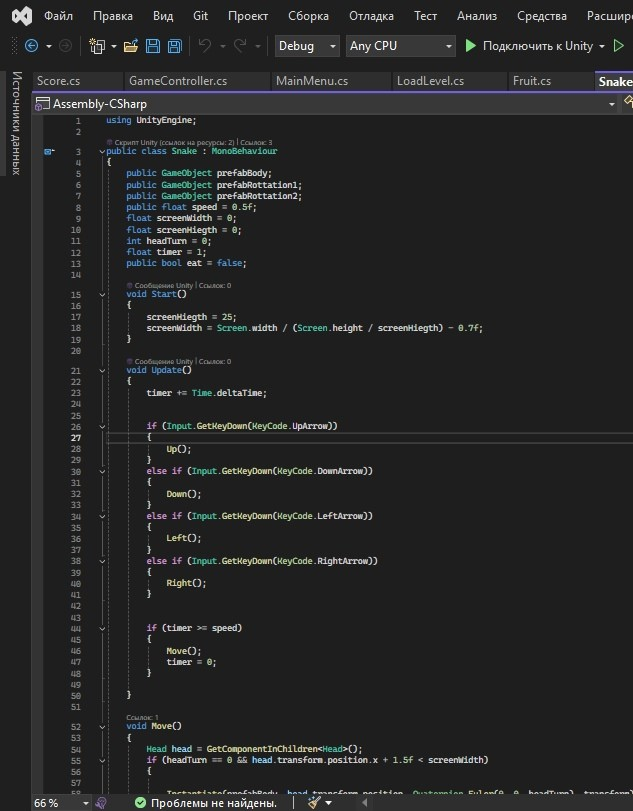 Файл Правка Вид Git Проект Сборка Отладка Тест Анализ Средства Расшир
Debug Any CPU Подключить к Unity
Источники данных
Score.cs GameController.cs MainMenu.cs LoadLevel.cs Fruit.cs Snake
Assembly-CSharp
1 using UnityEngine;
2
Скрипт Unity (ссылок на ресурсы: 2) | Ссылок: 3
3 public class Snake : MonoBehaviour
4 {
5 public GameObject prefabBody;
6 public GameObject prefabRottation1;
7 public GameObject prefabRottation2;
8 public float speed = 0.5f;
9 float screenWidth = 0;
10 float screenHiegth = 0;
11 int headTurn = 0;
12 float timer = 1;
13 public bool eat = false;
14
Сообщение Unity | Ссылок: 0
15 void Start()
16 {
17 screenHiegth = 25;
18 screenWidth = Screen.width / (Screen.height / screenHiegth) - 0.7f;
19 }
20
Сообщение Unity | Ссылок: 0
21 void Update()
22 {
23 timer += Time.deltaTime;
24
25
26 if (Input.GetKeyDown(KeyCode.UpArrow))
27 {
28 Up();
29 }
30 else if (Input.GetKeyDown(KeyCode.DownArrow))
31 {
32 Down();
33 }
34 else if (Input.GetKeyDown(KeyCode.LeftArrow))
35 {
36 Left();
37 }
38 else if (Input.GetKeyDown(KeyCode.RightArrow))
39 {
40 Right();
41 }
42
43
44 if (timer >= speed)
45 {
46 Move();
47 timer = 0;
48 }
49
50 }
51
Ссылок: 1
52 void Move()
53 {
54 Head head = GetComponentInChildren<Head>();
55 if (headTurn == 0 && head.transform.position.x + 1.5f < screenWidth)
56 {
57
58 Instantiate(prefabBody, head.transform.position, Quaternion.Euler(0, 0, headTurn), transform
66 % Проблемы не найдены.